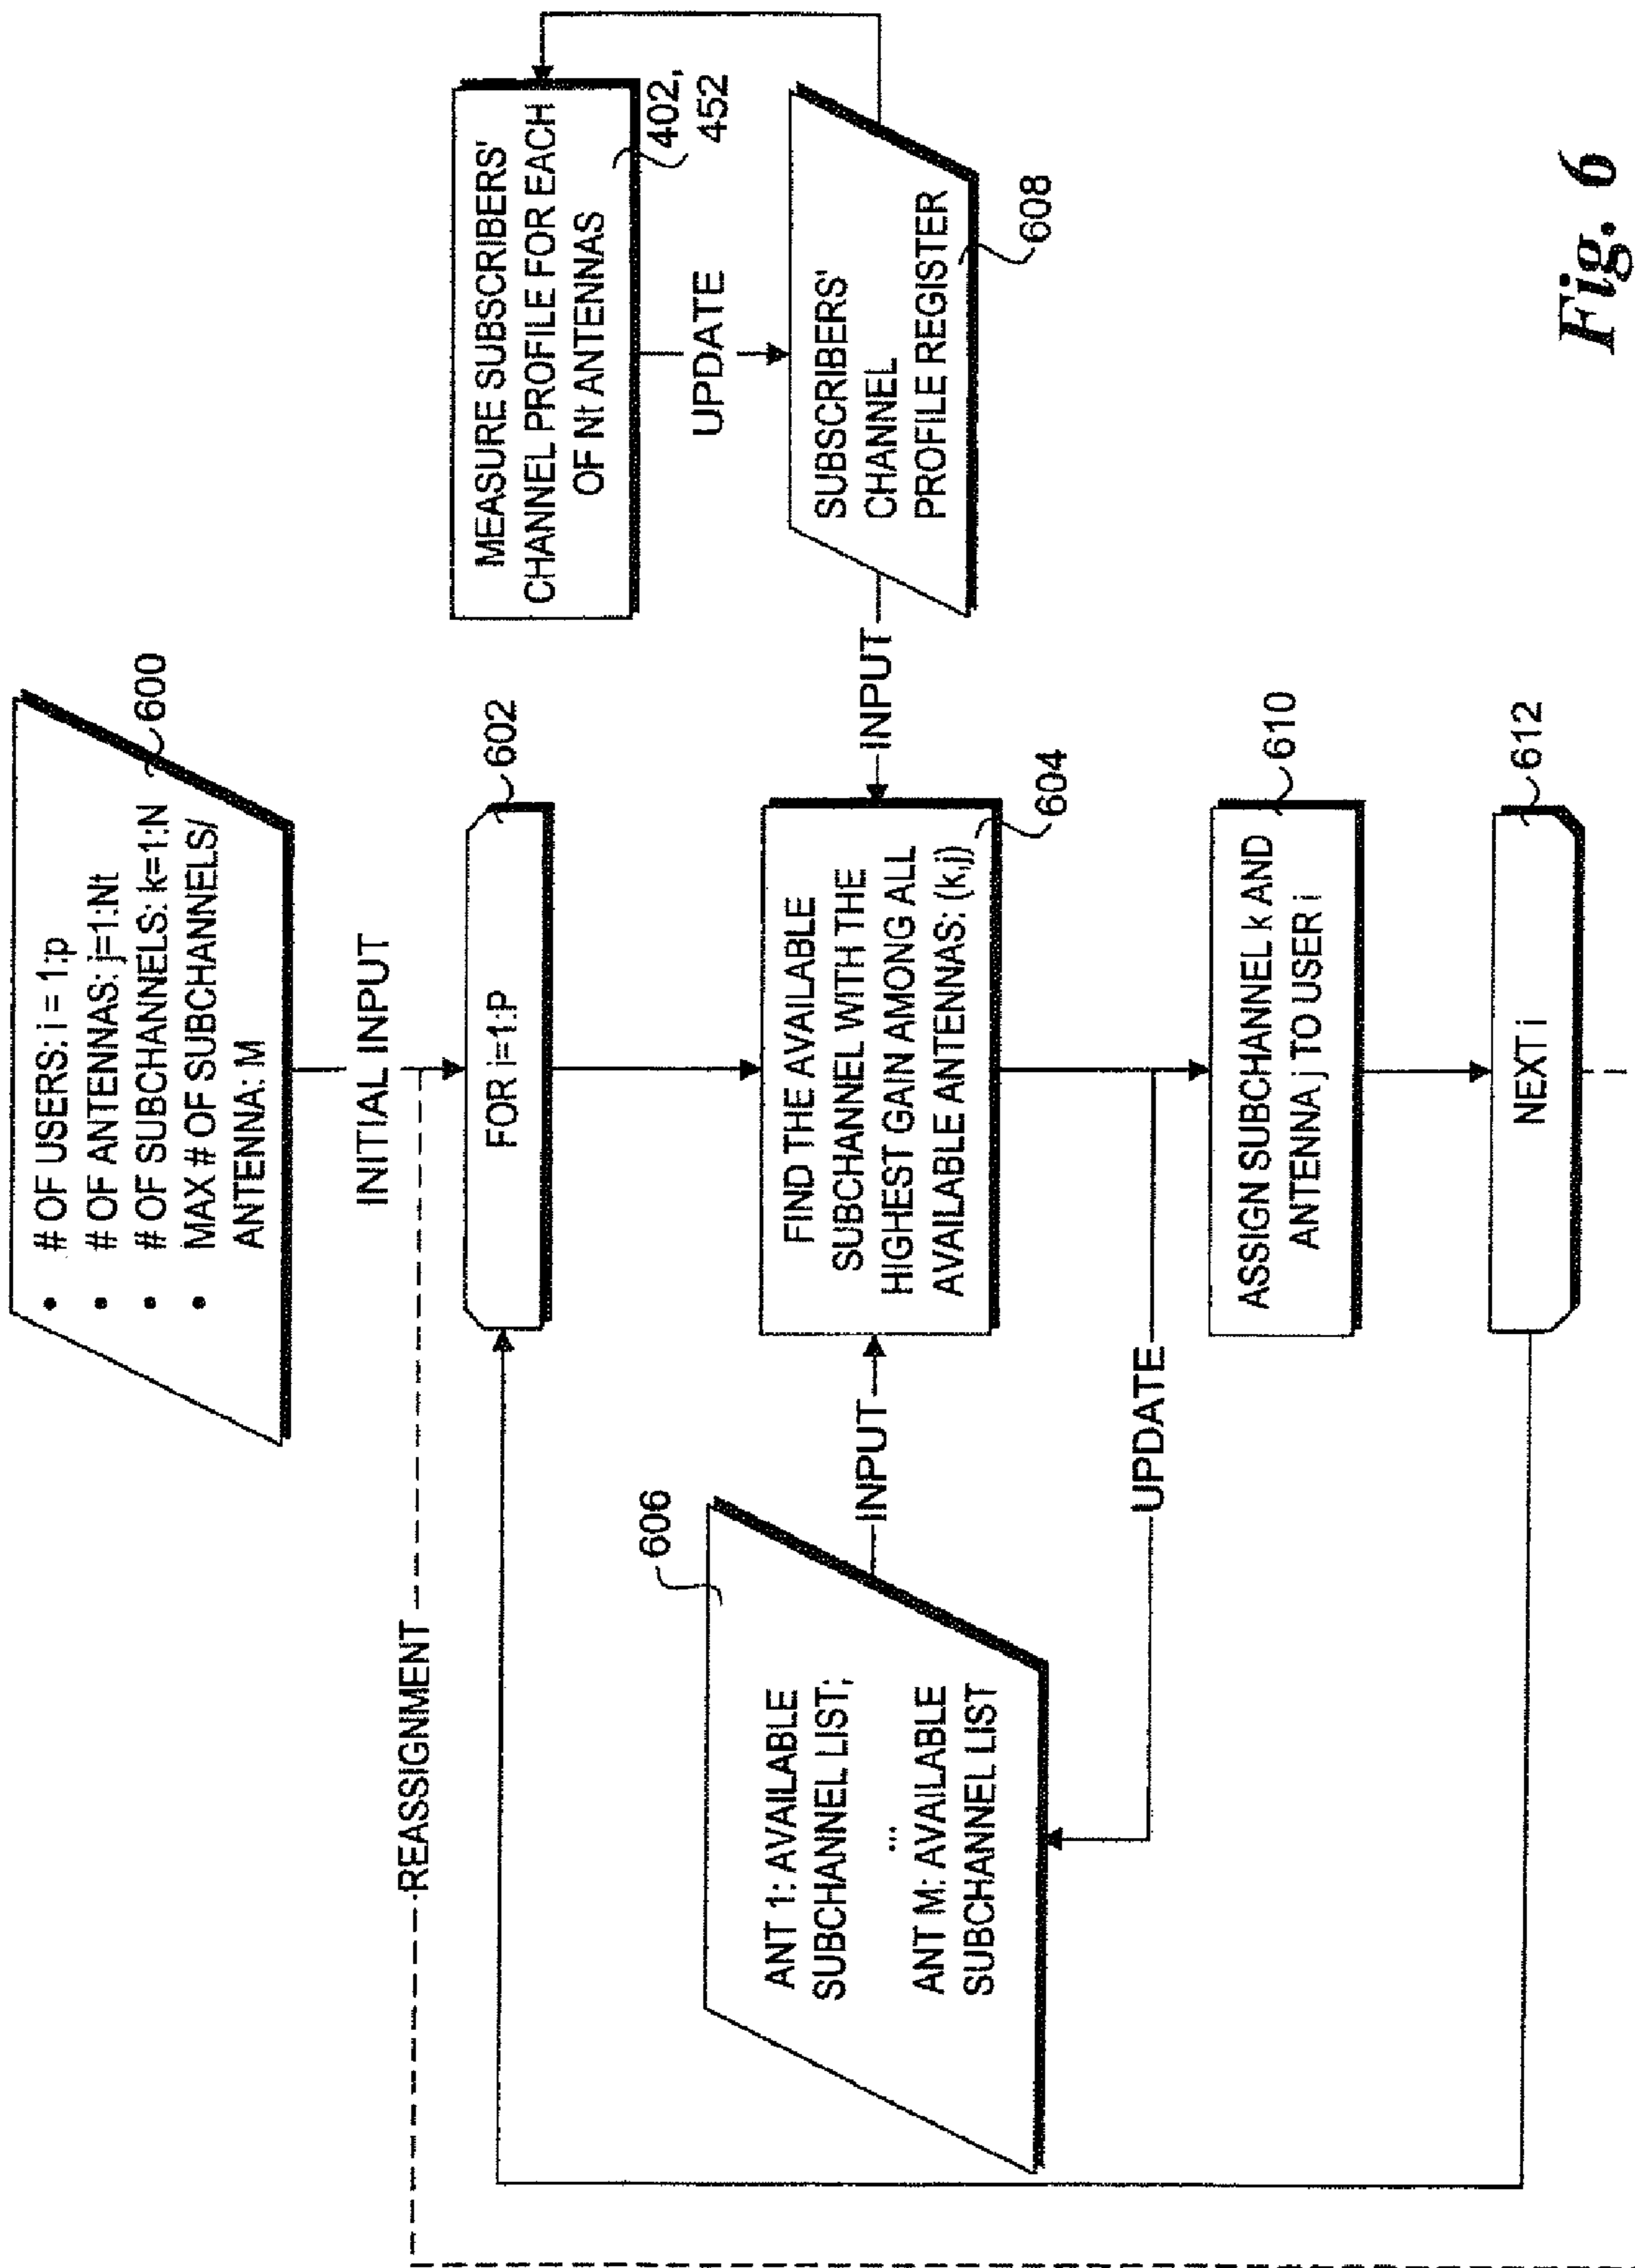 • # OF USERS: i = 1:p
• # OF ANTENNAS: j=1:Nt
• # OF SUBCHANNELS: k=1:N
• MAX # OF SUBCHANNELS/
ANTENNA: M
600
INITIAL INPUT
REASSIGNMENT
FOR i=1:P
602
MEASURE SUBSCRIBERS'
CHANNEL PROFILE FOR EACH
OF Nt ANTENNAS
402,
452
UPDATE
606
ANT 1: AVAILABLE
SUBCHANNEL LIST;
...
ANT M: AVAILABLE
SUBCHANNEL LIST
INPUT
FIND THE AVAILABLE
SUBCHANNEL WITH THE
HIGHEST GAIN AMONG ALL
AVAILABLE ANTENNAS: (k,j)
604
INPUT
SUBSCRIBERS'
CHANNEL
PROFILE REGISTER
608
UPDATE
ASSIGN SUBCHANNEL k AND
ANTENNA j TO USER i
610
NEXT i
612
Fig. 6